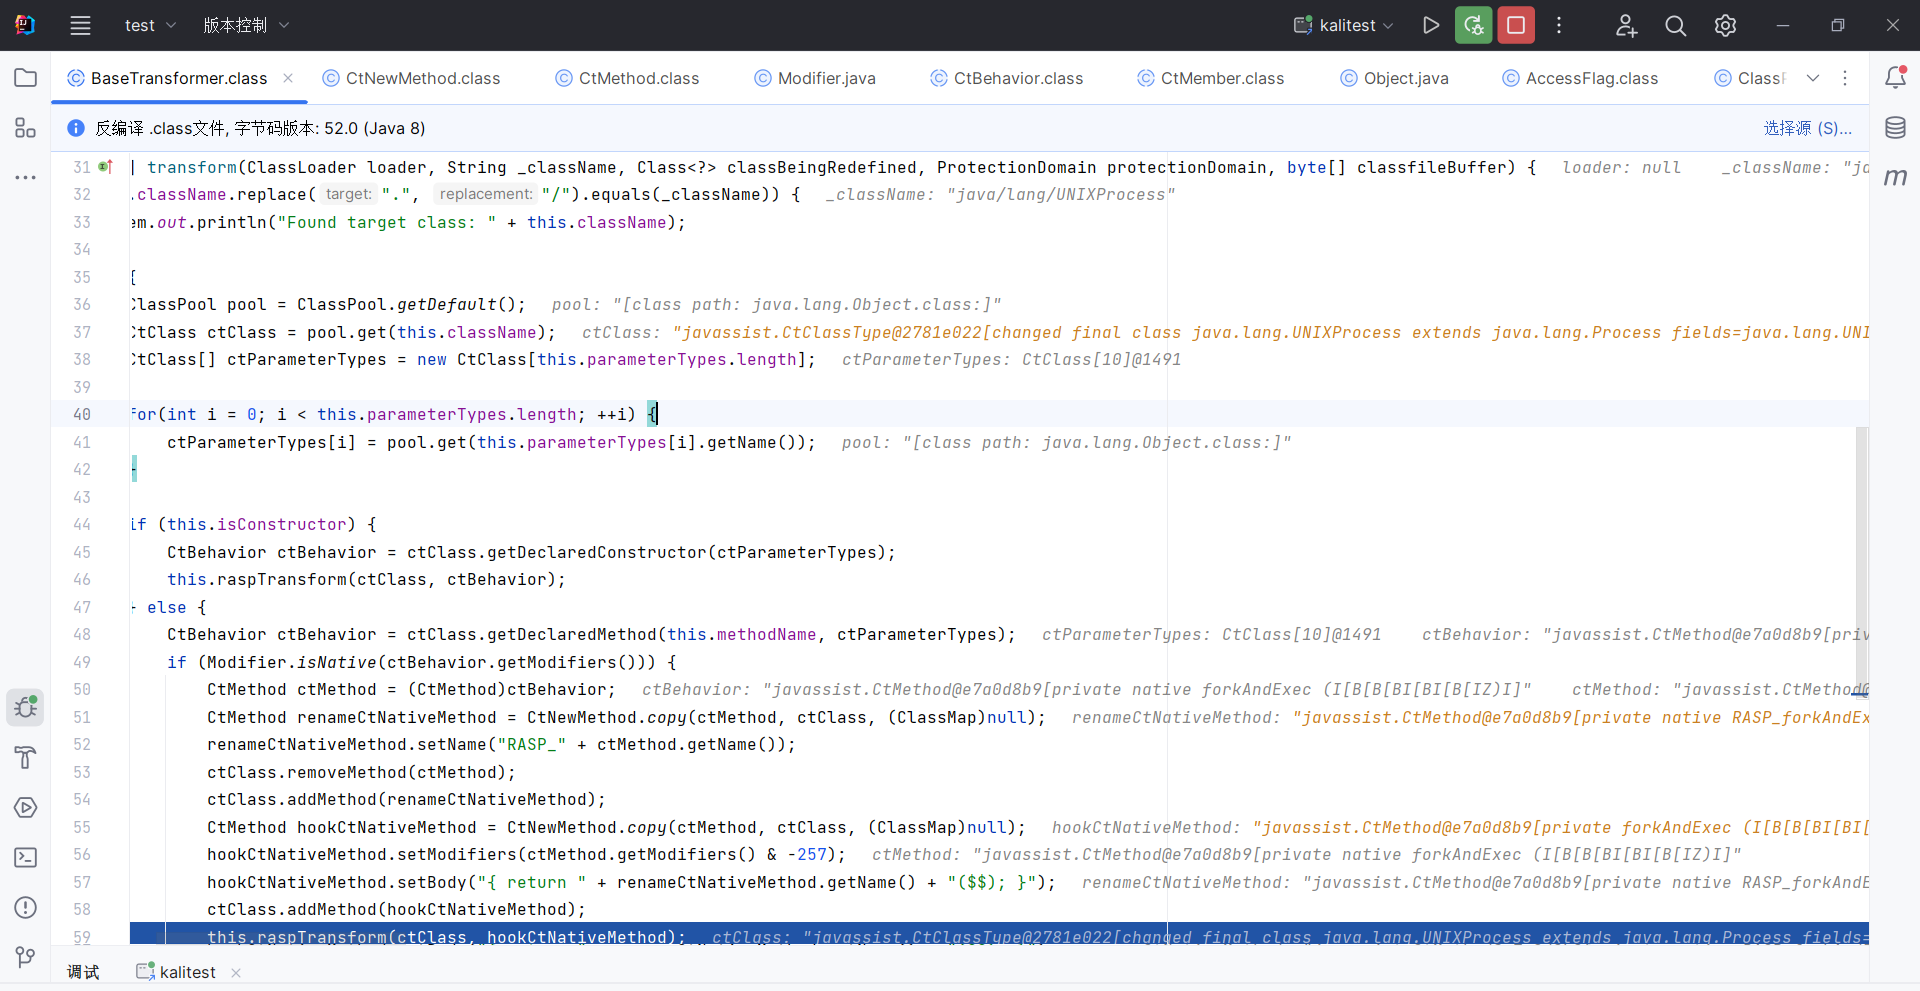 test
版本控制
kalitest
BaseTransformer.class
CtNewMethod.class
CtMethod.class
Modifier.java
CtBehavior.class
CtMember.class
Object.java
AccessFlag.class
Class
反编译 .class文件, 字节码版本: 52.0 (Java 8)
选择源 (S)...
31 transform(ClassLoader loader, String _className, Class<?> classBeingRedefined, ProtectionDomain protectionDomain, byte[] classfileBuffer) { loader: null _className: "ja
32 .className.replace( target: ".", replacement: "/").equals(_className)) { _className: "java/lang/UNIXProcess"
33 em.out.println("Found target class: " + this.className);
34
35 {
36 ClassPool pool = ClassPool.getDefault(); pool: "[class path: java.lang.Object.class:]"
37 CtClass ctClass = pool.get(this.className); ctClass: "javassist.CtClassType@2781e022[changed final class java.lang.UNIXProcess extends java.lang.Process fields=java.lang.UNI
38 CtClass[] ctParameterTypes = new CtClass[this.parameterTypes.length]; ctParameterTypes: CtClass[10]@1491
39
40 for(int i = 0; i < this.parameterTypes.length; ++i) {
41 ctParameterTypes[i] = pool.get(this.parameterTypes[i].getName()); pool: "[class path: java.lang.Object.class:]"
42 }
43
44 if (this.isConstructor) {
45 CtBehavior ctBehavior = ctClass.getDeclaredConstructor(ctParameterTypes);
46 this.raspTransform(ctClass, ctBehavior);
47 } else {
48 CtBehavior ctBehavior = ctClass.getDeclaredMethod(this.methodName, ctParameterTypes); ctParameterTypes: CtClass[10]@1491 ctBehavior: "javassist.CtMethod@e7a0d8b9[priv
49 if (Modifier.isNative(ctBehavior.getModifiers())) {
50 CtMethod ctMethod = (CtMethod)ctBehavior; ctBehavior: "javassist.CtMethod@e7a0d8b9[private native forkAndExec (I[B[B[BI[BI[B[IZ)I]" ctMethod: "javassist.CtMethod@
51 CtMethod renameCtNativeMethod = CtNewMethod.copy(ctMethod, ctClass, (ClassMap)null); renameCtNativeMethod: "javassist.CtMethod@e7a0d8b9[private native RASP_forkAndEx
52 renameCtNativeMethod.setName("RASP_" + ctMethod.getName());
53 ctClass.removeMethod(ctMethod);
54 ctClass.addMethod(renameCtNativeMethod);
55 CtMethod hookCtNativeMethod = CtNewMethod.copy(ctMethod, ctClass, (ClassMap)null); hookCtNativeMethod: "javassist.CtMethod@e7a0d8b9[private forkAndExec (I[B[B[BI[BI[
56 hookCtNativeMethod.setModifiers(ctMethod.getModifiers() & -257); ctMethod: "javassist.CtMethod@e7a0d8b9[private native forkAndExec (I[B[B[BI[BI[B[IZ)I]"
57 hookCtNativeMethod.setBody("{ return " + renameCtNativeMethod.getName() + "($$); }"); renameCtNativeMethod: "javassist.CtMethod@e7a0d8b9[private native RASP_forkAndE
58 ctClass.addMethod(hookCtNativeMethod);
59 this.raspTransform(ctClass, hookCtNativeMethod); ctClass: "javassist.CtClassType@2781e022[changed final class java.lang.UNIXProcess extends java.lang.Process fields=
调试
kalitest